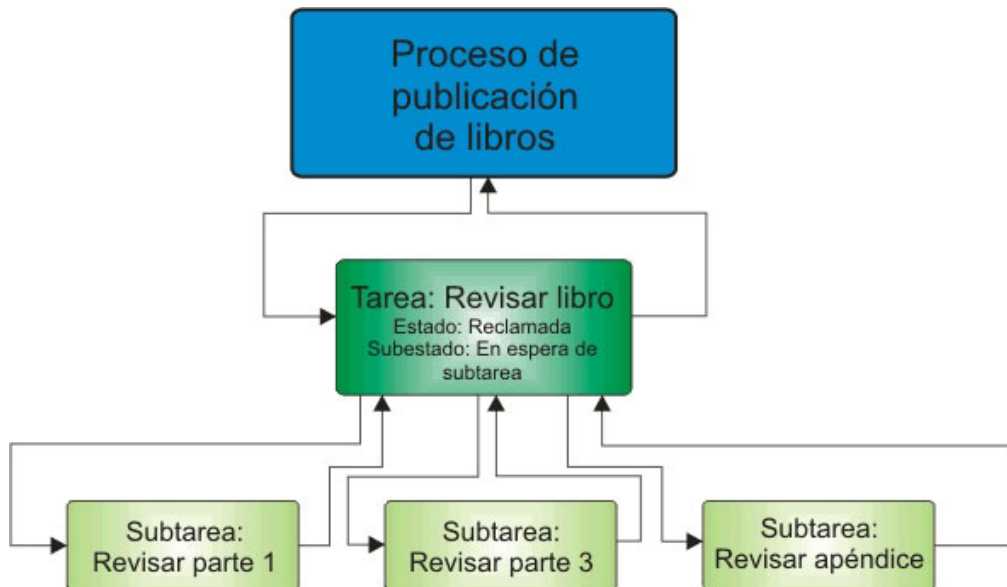 Proceso de
publicación
de libros
Tarea: Revisar libro
Estado: Reclamada
Subestado: En espera de
subtarea
Subtarea:
Revisar parte 1
Subtarea:
Revisar parte 3
Subtarea:
Revisar apéndice